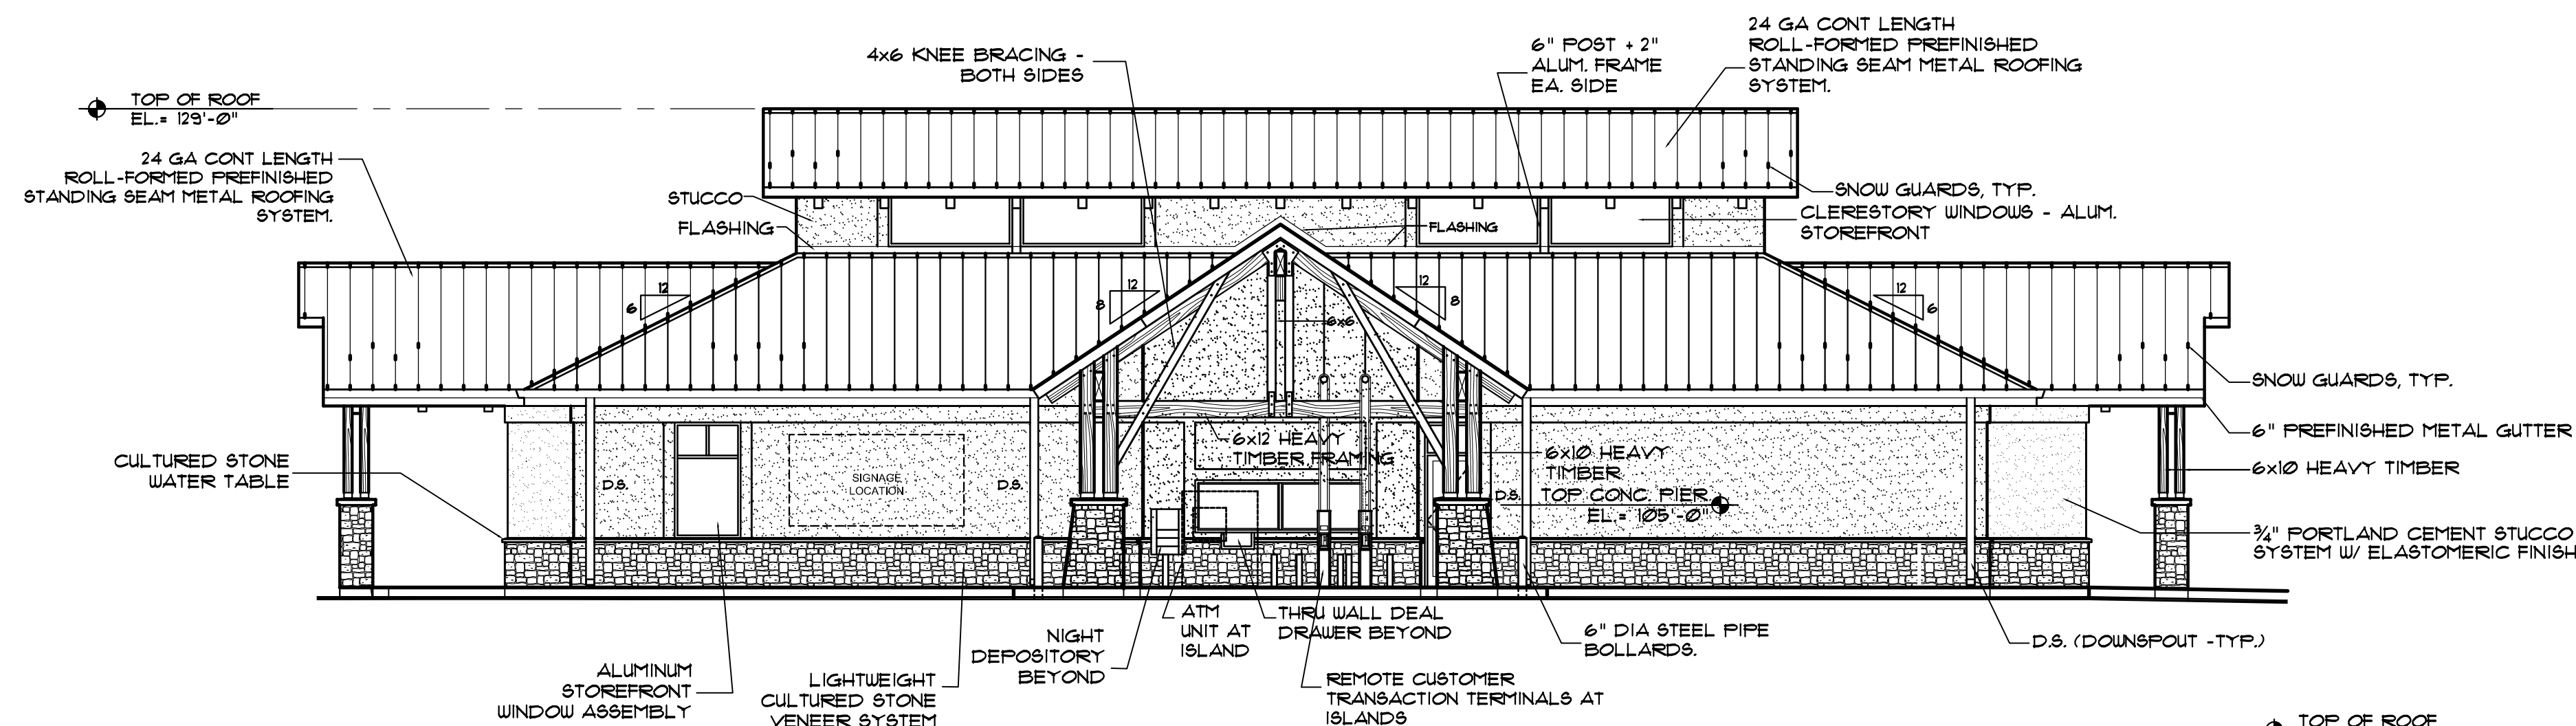 24 GA CONT LENGTH
ROLL-FORMED PREFINISHED
STANDING SEAM METAL ROOFING
SYSTEM.
6" POST + 2"
ALUM. FRAME
EA. SIDE
4x6 KNEE BRACING -
BOTH SIDES
TOP OF ROOF
EL.= 129'-0"
24 GA CONT LENGTH
ROLL-FORMED PREFINISHED
STANDING SEAM METAL ROOFING
SYSTEM.
STUCCO
FLASHING
SNOW GUARDS, TYP.
CLERESTORY WINDOWS - ALUM.
STOREFRONT
FLASHING
12
6
12
8
12
8
12
6
6x6
SNOW GUARDS, TYP.
6" PREFINISHED METAL GUTTER
6x10 HEAVY TIMBER
6x12 HEAVY
TIMBER FRAMING
6x10 HEAVY
TIMBER
CULTURED STONE
WATER TABLE
D.S.
SIGNAGE
LOCATION
D.S.
D.S.
TOP CONC. PIER
EL.= 105'-0"
3/4" PORTLAND CEMENT STUCCO
SYSTEM W/ ELASTOMERIC FINISH
ATM
UNIT AT
ISLAND
THRU WALL DEAL
DRAWER BEYOND
NIGHT
DEPOSITORY
BEYOND
6" DIA STEEL PIPE
BOLLARDS.
D.S. (DOWNSPOUT -TYP.)
ALUMINUM
STOREFRONT
WINDOW ASSEMBLY
LIGHTWEIGHT
CULTURED STONE
VENEER SYSTEM
REMOTE CUSTOMER
TRANSACTION TERMINALS AT
ISLANDS
TOP OF ROOF